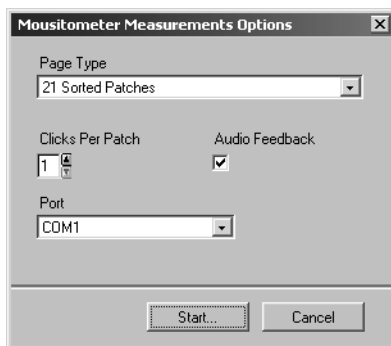 Mousitometer Measurements Options
Page Type
21 Sorted Patches
Clicks Per Patch Audio Feedback
1
Port
COM1
Start... Cancel